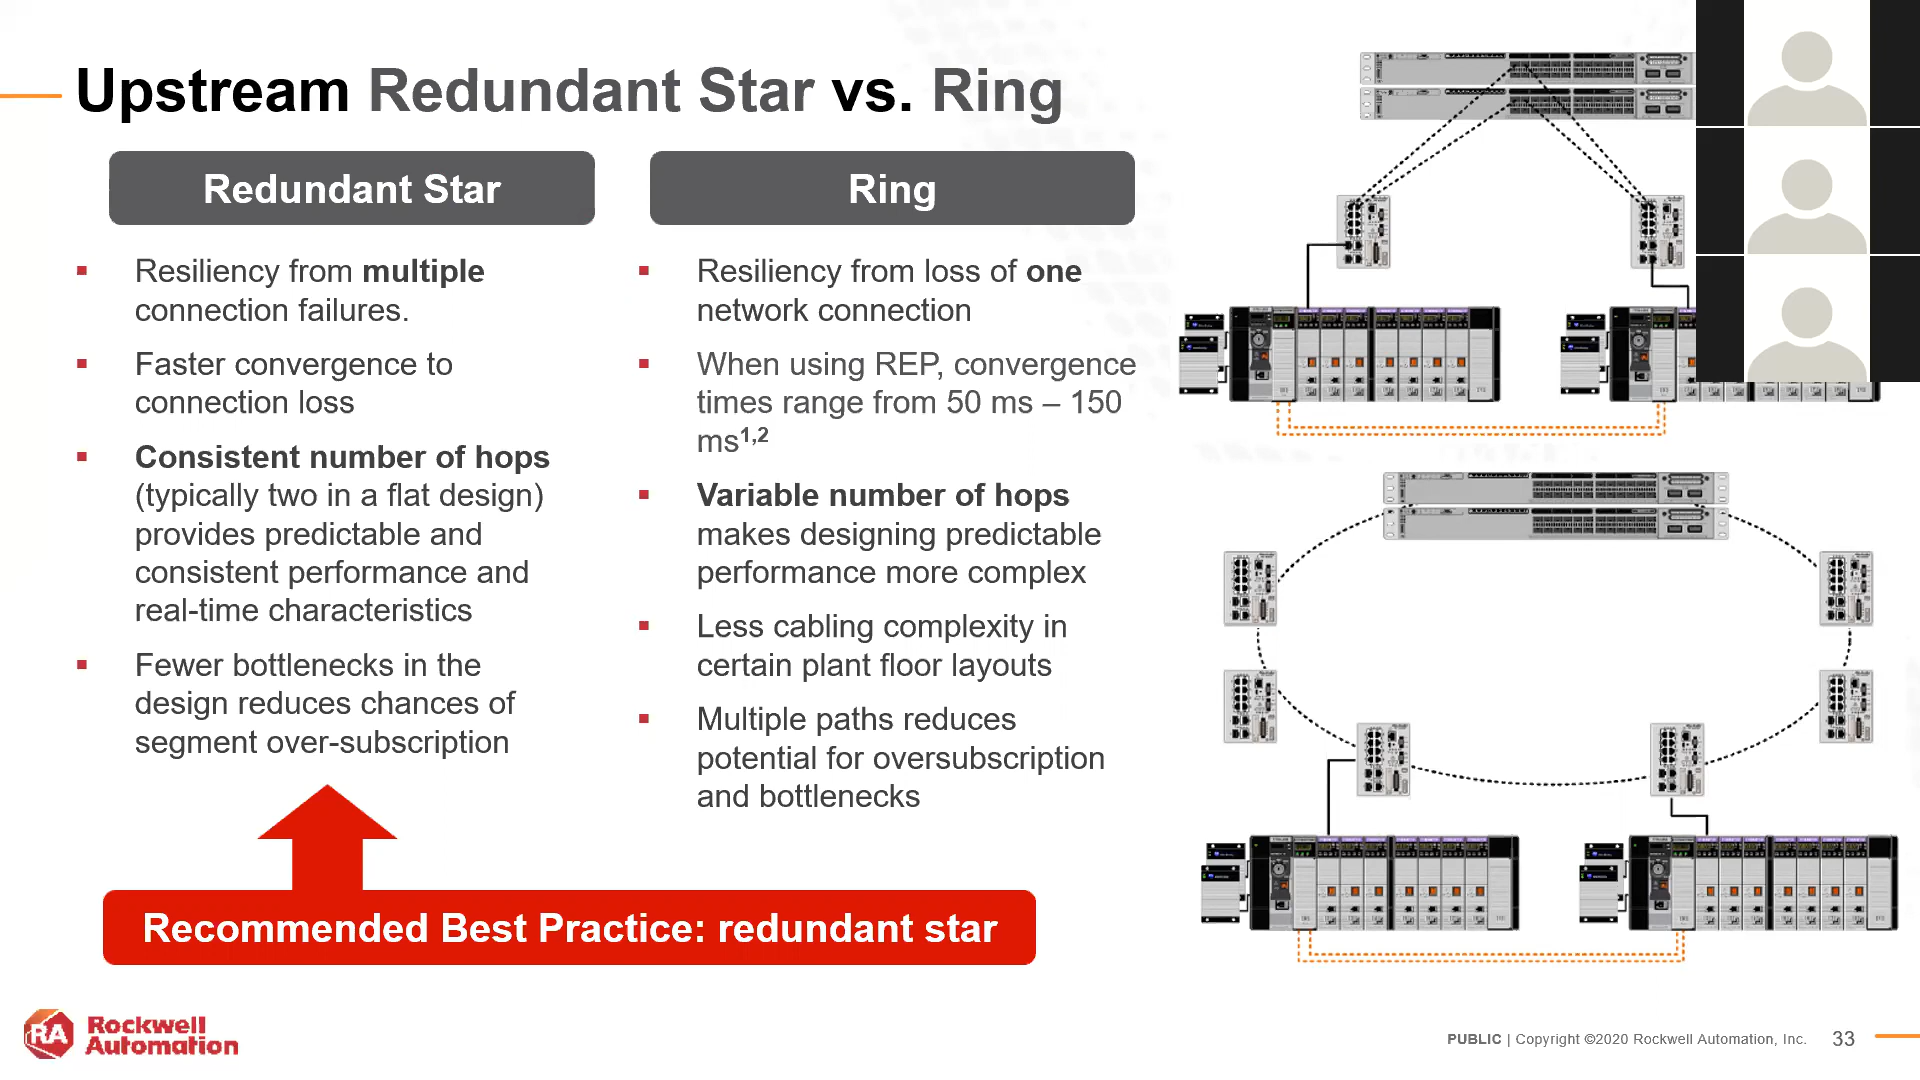 Upstream Redundant Star vs. Ring
Redundant Star
Resiliency from multiple
connection failures.
Faster convergence to
connection loss
Consistent number of hops
(typically two in a flat design)
provides predictable and
consistent performance and
real-time characteristics
Fewer bottlenecks in the
design reduces chances of
segment over-subscription
Ring
Resiliency from loss of one
network connection
When using REP, convergence
times range from 50 ms – 150
ms1,2
Variable number of hops
makes designing predictable
performance more complex
Less cabling complexity in
certain plant floor layouts
Multiple paths reduces
potential for oversubscription
and bottlenecks
Recommended Best Practice: redundant star
RA Rockwell
Automation
PUBLIC | Copyright ©2020 Rockwell Automation, Inc. 33